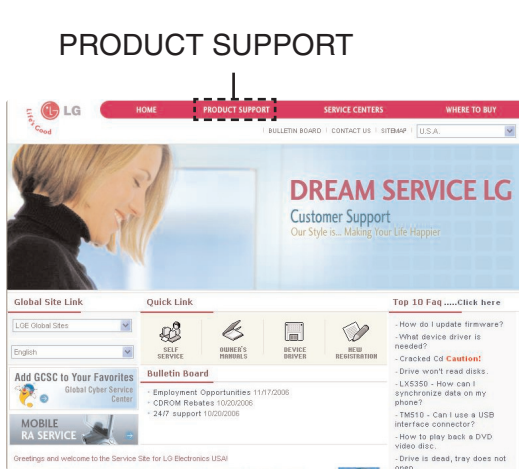 PRODUCT SUPPORT
Life's Good
LG
HOME PRODUCT SUPPORT SERVICE CENTERS WHERE TO BUY
BULLETIN BOARD CONTACT US SITEMAP U.S.A.
DREAM SERVICE LG
Customer Support
Our Style is... Making Your Life Happier
Global Site Link
LGE Global Sites
English
Add GCSC to Your Favorites
Global Cyber Service
Center
MOBILE
RA SERVICE
Quick Link
SELF
SERVICE
OWNER'S
MANUALS
DEVICE
DRIVER
NEW
REGISTRATION
Bulletin Board
Employment Opportunities 11/17/2006
CDROM Rebates 10/20/2006
24/7 support 10/20/2006
Top 10 Faq .....Click here
- How do I update firmware?
- What device driver is
needed?
- Cracked Cd Caution!
- Drive won't read disks.
- LX5350 - How can I
synchronize data on my
phone?
- TM510 - Can I use a USB
interface connector?
- How to play back a DVD
video disc.
- Drive is dead, tray does not
open
Greetings and welcome to the Service Site for LG Electronics USA!